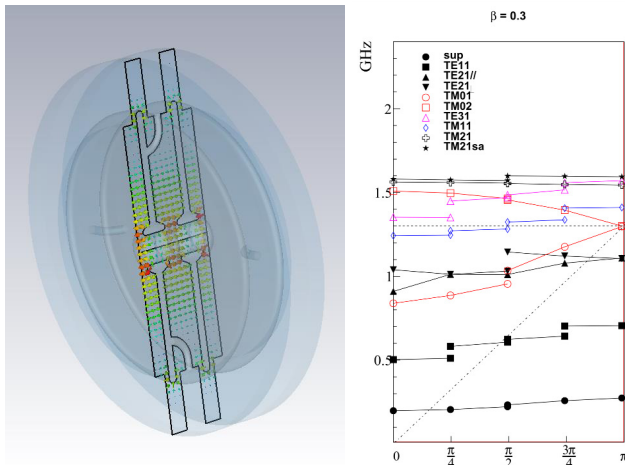 β = 0.3
GHz
sup
TE11
TE21//
TE21
TM01
TM02
TE31
TM11
TM21
TM21sa
2
1.5
1
0.5
0 π/4 π/2 3π/4 π